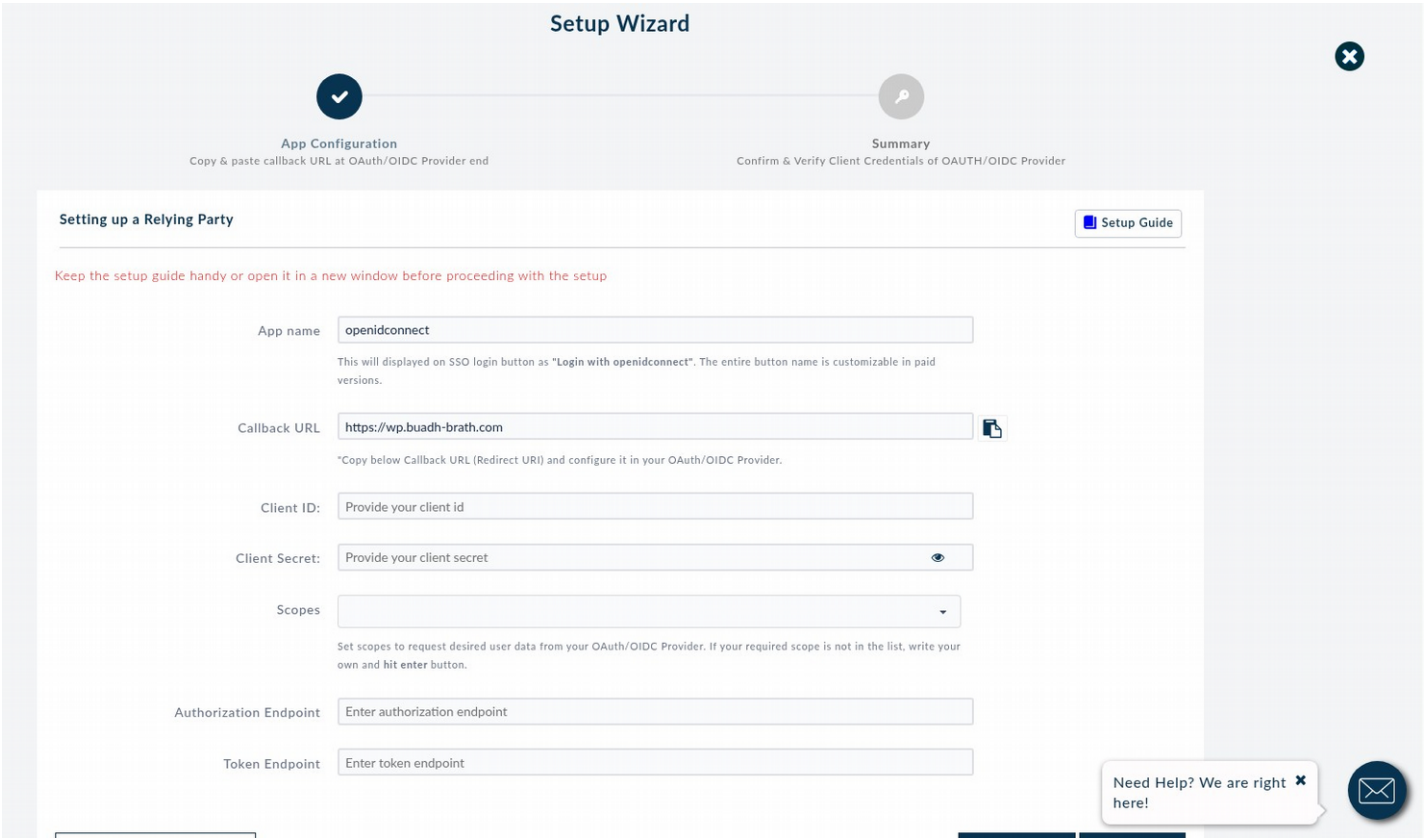 Setup Wizard
App Configuration
Copy & paste callback URL at OAuth/OIDC Provider end
Summary
Confirm & Verify Client Credentials of OAUTH/OIDC Provider
Setting up a Relying Party
Setup Guide
Keep the setup guide handy or open it in a new window before proceeding with the setup
App name
openidconnect
This will displayed on SSO login button as "Login with openidconnect". The entire button name is customizable in paid
versions.
Callback URL
https://wp.buadh-brath.com
"Copy below Callback URL (Redirect URI) and configure it in your OAuth/OIDC Provider.
Client ID:
Provide your client id
Client Secret:
Provide your client secret
Scopes
Set scopes to request desired user data from your OAuth/OIDC Provider. If your required scope is not in the list, write your
own and hit enter button.
Authorization Endpoint
Enter authorization endpoint
Token Endpoint
Enter token endpoint
Need Help? We are right
here!